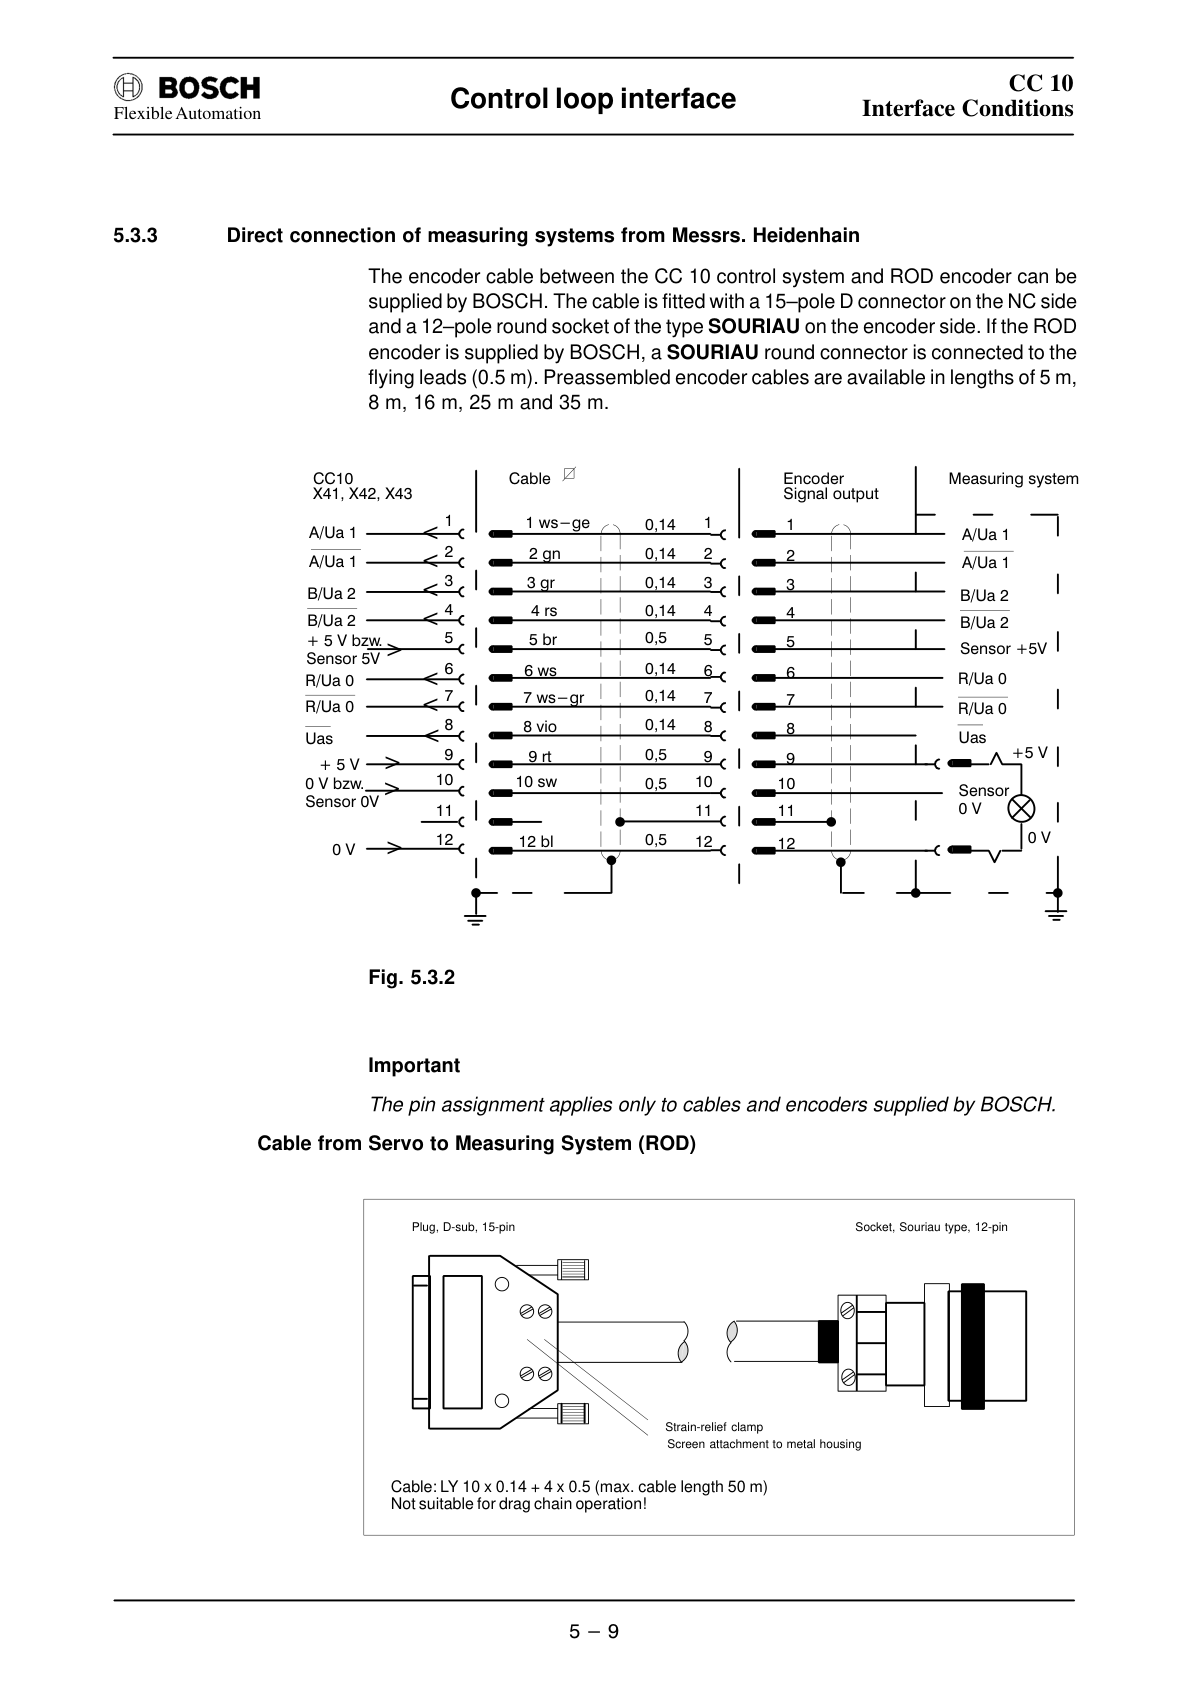 BOSCH
Flexible Automation
Control loop interface
CC 10
Interface Conditions
5.3.3 Direct connection of measuring systems from Messrs. Heidenhain
The encoder cable between the CC 10 control system and ROD encoder can be
supplied by BOSCH. The cable is fitted with a 15–pole D connector on the NC side
and a 12–pole round socket of the type SOURIAU on the encoder side. If the ROD
encoder is supplied by BOSCH, a SOURIAU round connector is connected to the
flying leads (0.5 m). Preassembled encoder cables are available in lengths of 5 m,
8 m, 16 m, 25 m and 35 m.
CC10
X41, X42, X43
Cable
Encoder
Signal output
Measuring system
A/Ua 1 1 1 ws–ge 0,14 1 1 A/Ua 1
A/Ua 1 2 2 gn 0,14 2 2 A/Ua 1
B/Ua 2 3 3 gr 0,14 3 3 B/Ua 2
B/Ua 2 4 4 rs 0,14 4 4 B/Ua 2
+ 5 V bzw.
Sensor 5V 5 5 br 0,5 5 5 Sensor +5V
R/Ua 0 6 6 ws 0,14 6 6 R/Ua 0
R/Ua 0 7 7 ws–gr 0,14 7 7 R/Ua 0
Uas 8 8 vio 0,14 8 8 Uas
+ 5 V 9 9 rt 0,5 9 9 +5 V
0 V bzw.
Sensor 0V 10 10 sw 0,5 10 10 Sensor
0 V
11 11 11
0 V 12 12 bl 0,5 12 12 0 V
Fig. 5.3.2
Important
The pin assignment applies only to cables and encoders supplied by BOSCH.
Cable from Servo to Measuring System (ROD)
Plug, D-sub, 15-pin
Socket, Souriau type, 12-pin
Strain-relief clamp
Screen attachment to metal housing
Cable: LY 10 x 0.14 + 4 x 0.5 (max. cable length 50 m)
Not suitable for drag chain operation!
5 – 9